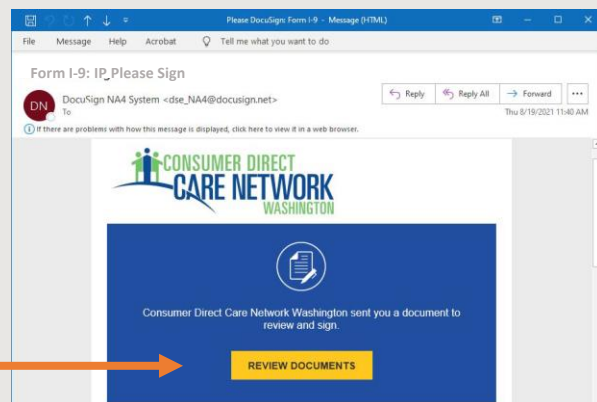 Please DocuSign: Form I-9 - Message (HTML)
File Message Help Acrobat Tell me what you want to do
Form I-9: IP_Please Sign
Reply Reply All Forward
DN
DocuSign NA4 System <dse_NA4@docusign.net>
To
Thu 8/19/2021 11:40 AM
If there are problems with how this message is displayed, click here to view it in a web browser.
CONSUMER DIRECT
CARE NETWORK
WASHINGTON
Consumer Direct Care Network Washington sent you a document to
review and sign.
REVIEW DOCUMENTS